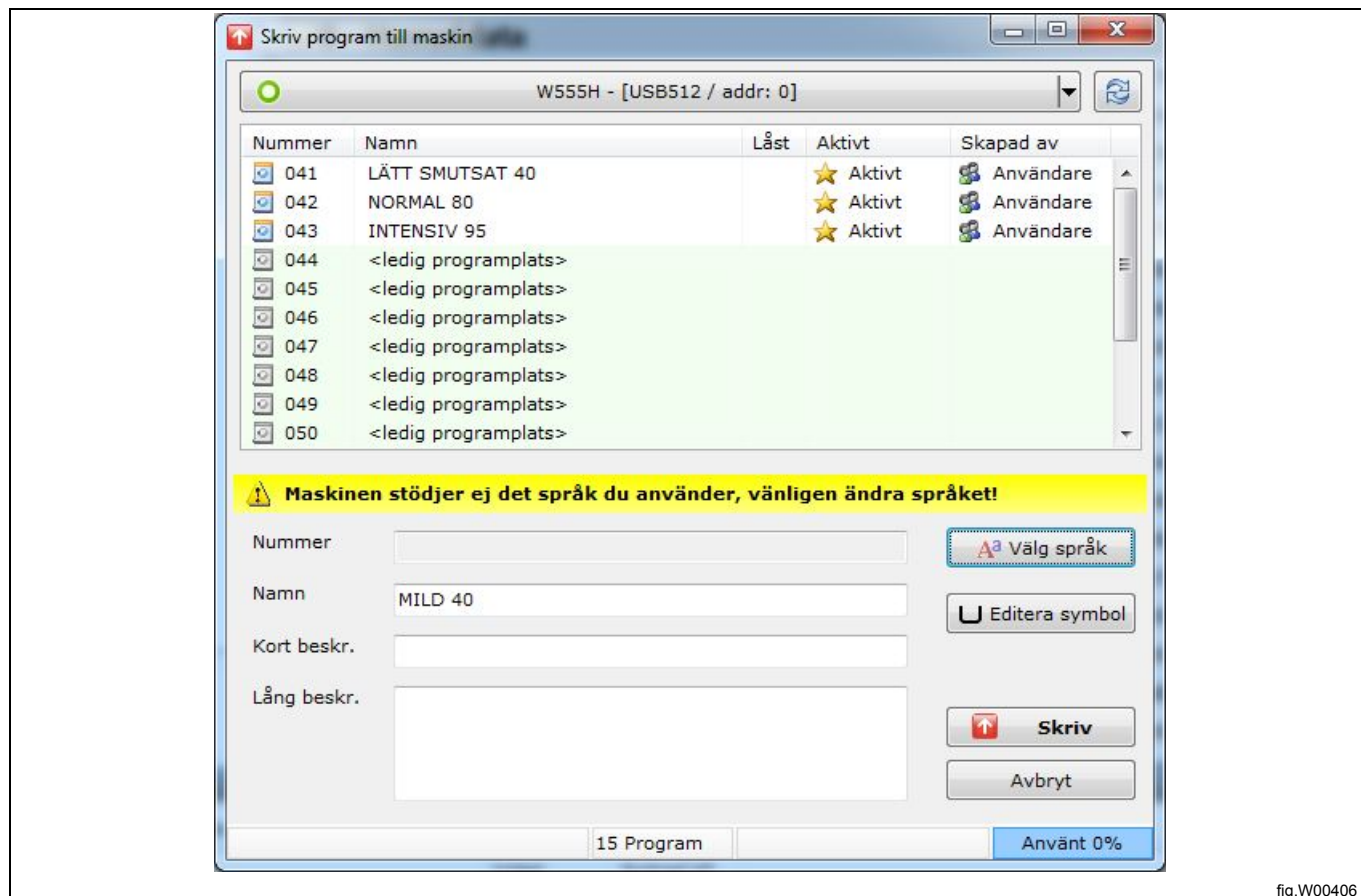 Skriv program till maskin
W555H - [USB512 / addr: 0]
Nummer Namn Låst Aktivt Skapad av
041 LÄTT SMUTSAT 40 Aktivt Användare
042 NORMAL 80 Aktivt Användare
043 INTENSIV 95 Aktivt Användare
044 <ledig programplats>
045 <ledig programplats>
046 <ledig programplats>
047 <ledig programplats>
048 <ledig programplats>
049 <ledig programplats>
050 <ledig programplats>
Maskinen stödjer ej det språk du använder, vänligen ändra språket!
Nummer
Aa Välg språk
Namn MILD 40
Editera symbol
Kort beskr.
Lång beskr.
Skriv
Avbryt
15 Program Använt 0%
fig.W00406